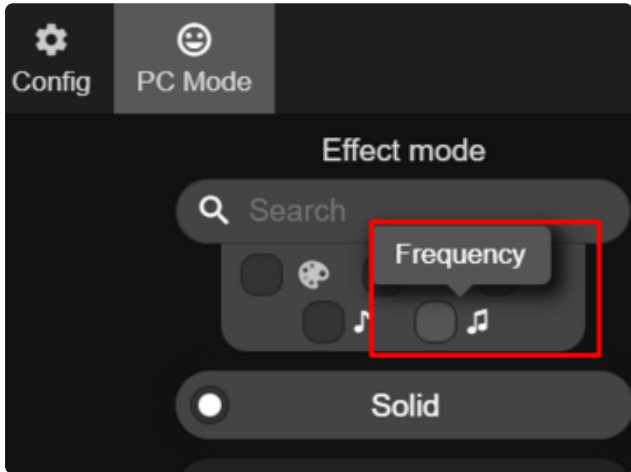 Config
PC Mode
Effect mode
Search
Frequency
Solid